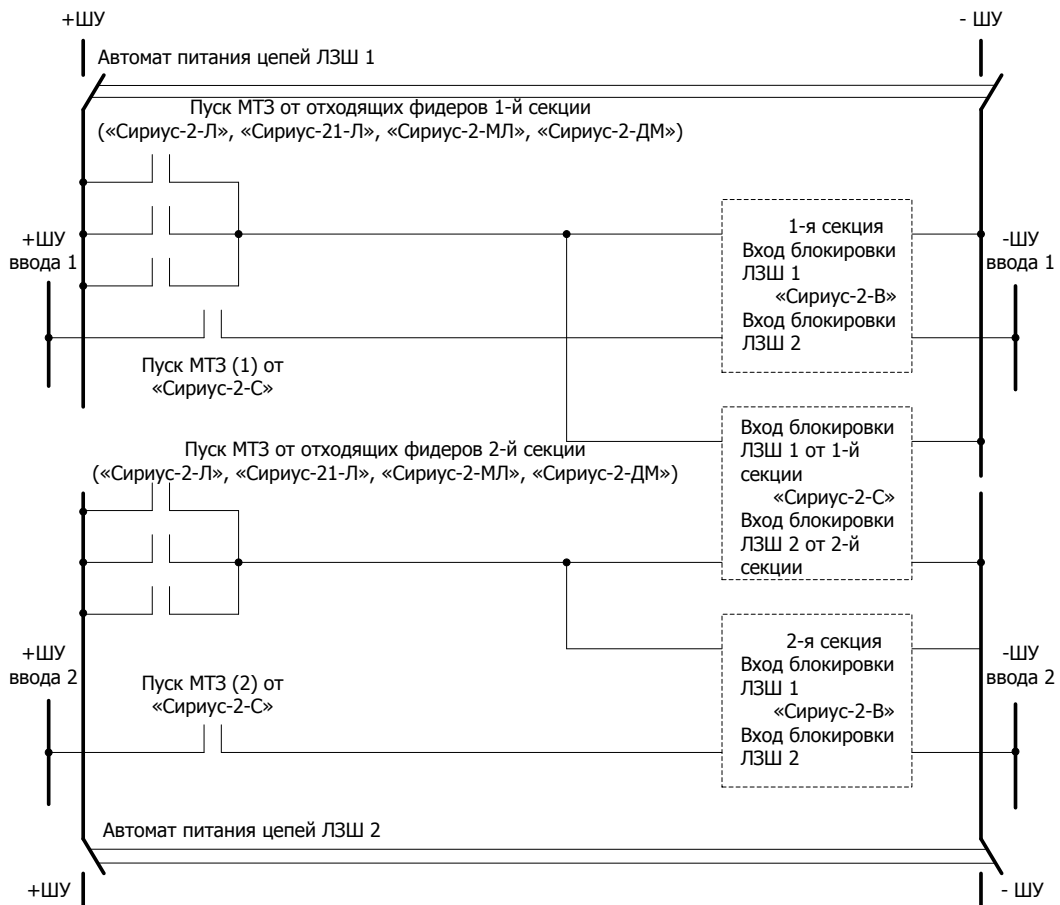 +ШУ
- ШУ
Автомат питания цепей ЛЗШ 1
Пуск МТЗ от отходящих фидеров 1-й секции
(«Сириус-2-Л», «Сириус-21-Л», «Сириус-2-МЛ», «Сириус-2-ДМ»)
+ШУ
ввода 1
1-я секция
Вход блокировки
ЛЗШ 1
«Сириус-2-В»
Вход блокировки
ЛЗШ 2
-ШУ
ввода 1
Пуск МТЗ (1) от
«Сириус-2-С»
Вход блокировки
ЛЗШ 1 от 1-й
секции
«Сириус-2-С»
Вход блокировки
ЛЗШ 2 от 2-й
секции
Пуск МТЗ от отходящих фидеров 2-й секции
(«Сириус-2-Л», «Сириус-21-Л», «Сириус-2-МЛ», «Сириус-2-ДМ»)
+ШУ
ввода 2
2-я секция
Вход блокировки
ЛЗШ 1
«Сириус-2-В»
Вход блокировки
ЛЗШ 2
-ШУ
ввода 2
Пуск МТЗ (2) от
«Сириус-2-С»
Автомат питания цепей ЛЗШ 2
+ШУ
- ШУ